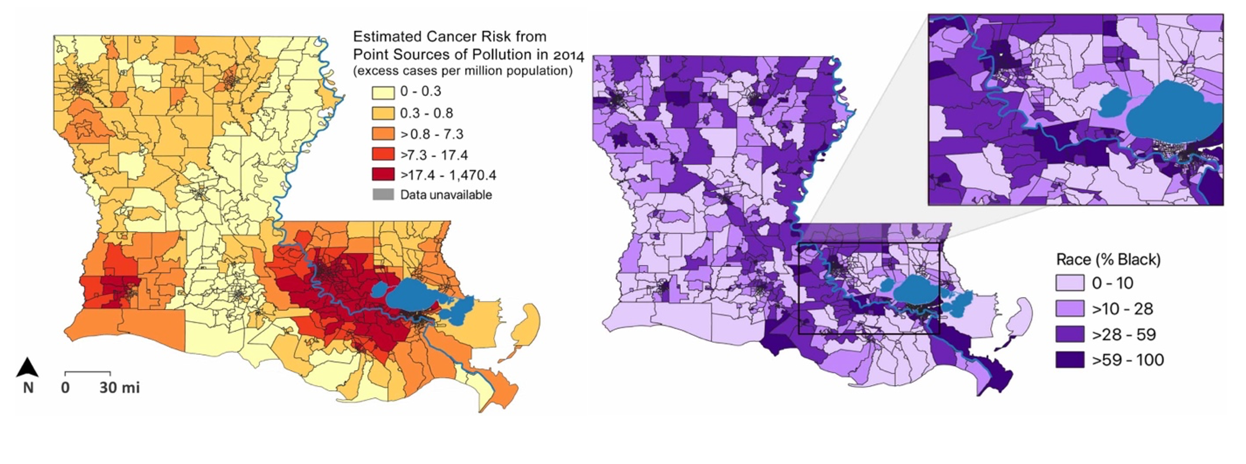 Estimated Cancer Risk from
Point Sources of Pollution in 2014
(excess cases per million population)
0 - 0.3
0.3 - 0.8
>0.8 - 7.3
>7.3 - 17.4
>17.4 - 1,470.4
Data unavailable
N
0 30 mi
Race (% Black)
0 - 10
>10 - 28
>28 - 59
>59 - 100